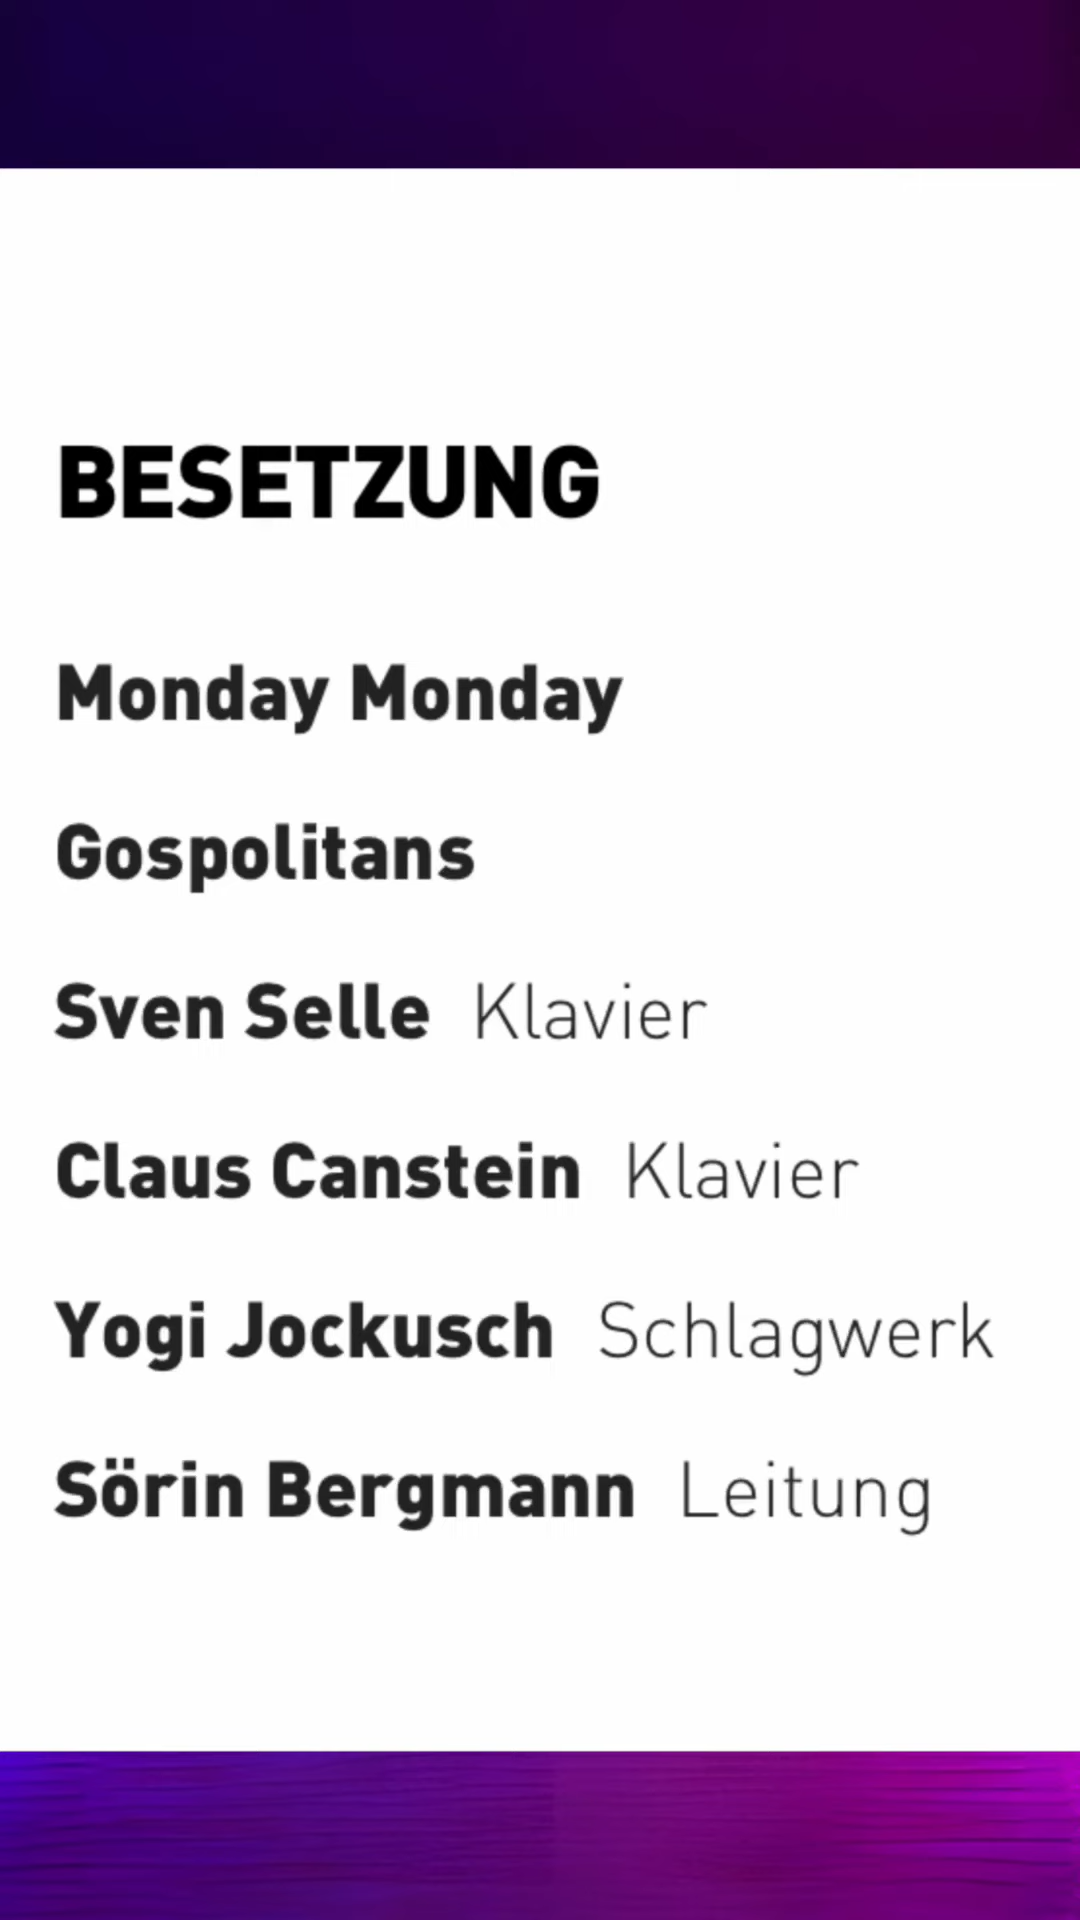 BESETZUNG
Monday Monday
Gospolitans
Sven Selle Klavier
Claus Canstein Klavier
Yogi Jockusch Schlagwerk
Sörin Bergmann Leitung